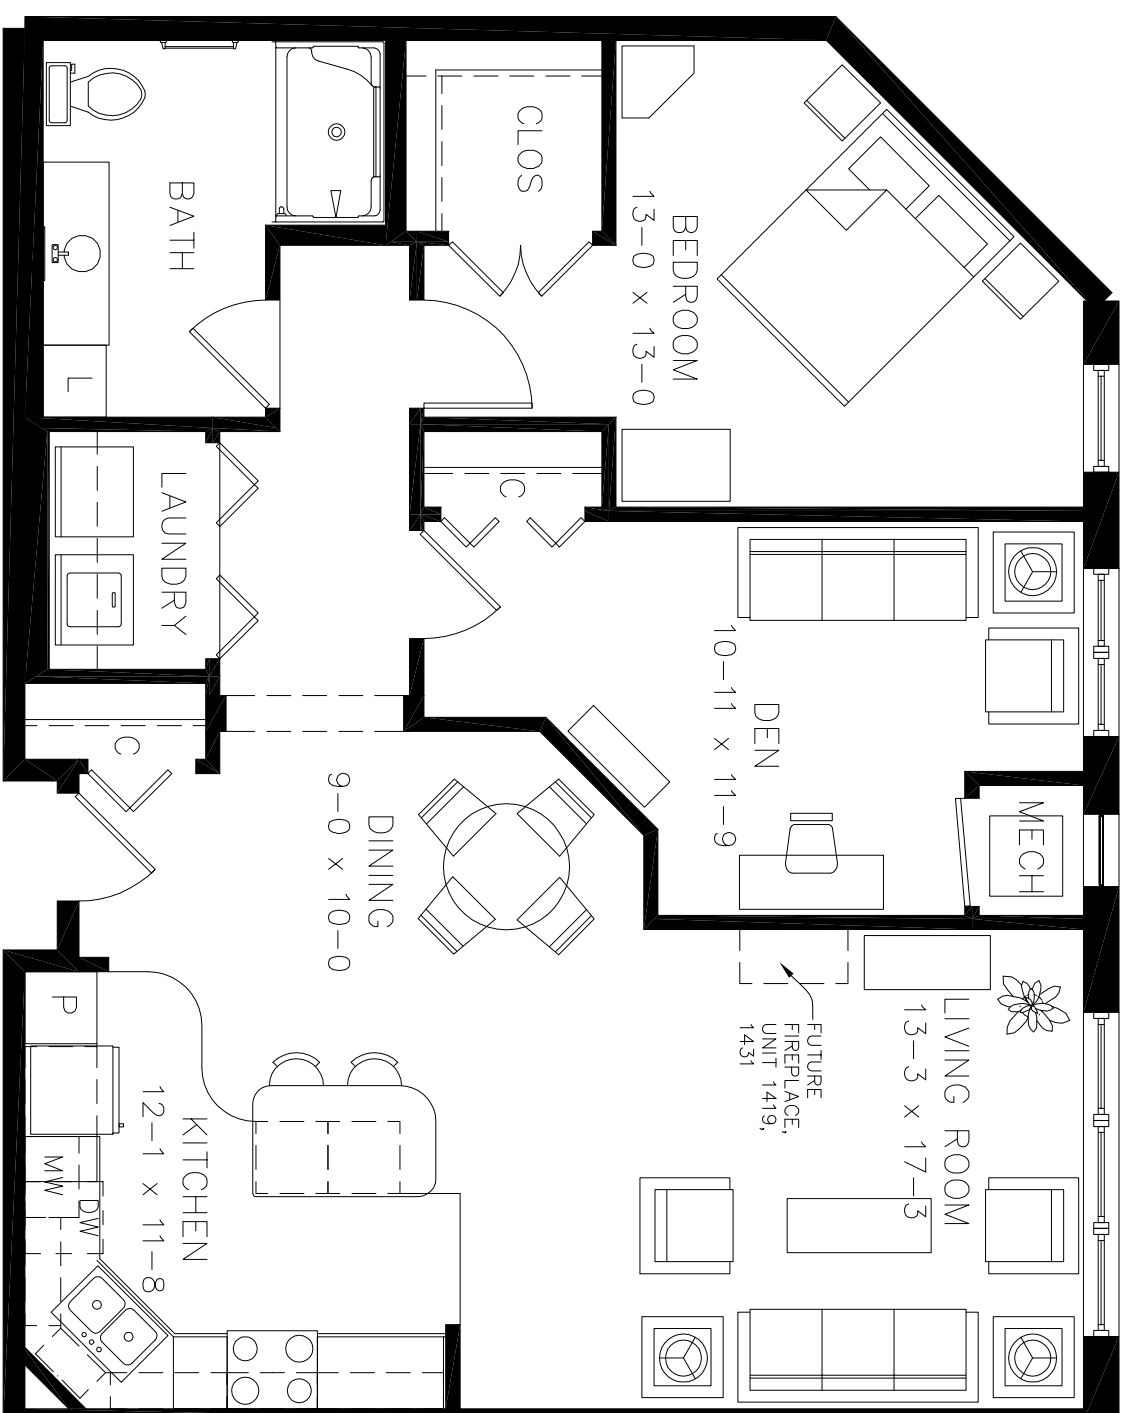 BATH
CLOS
BEDROOM
13-0 x 13-0
L
LAUNDRY
C
C
DEN
10-11 x 11-9
MECH
DINING
9-0 x 10-0
LIVING ROOM
13-3 x 17-3
FUTURE
FIREPLACE,
UNIT 1419,
1431
P
KITCHEN
12-1 x 11-8
MW
DW